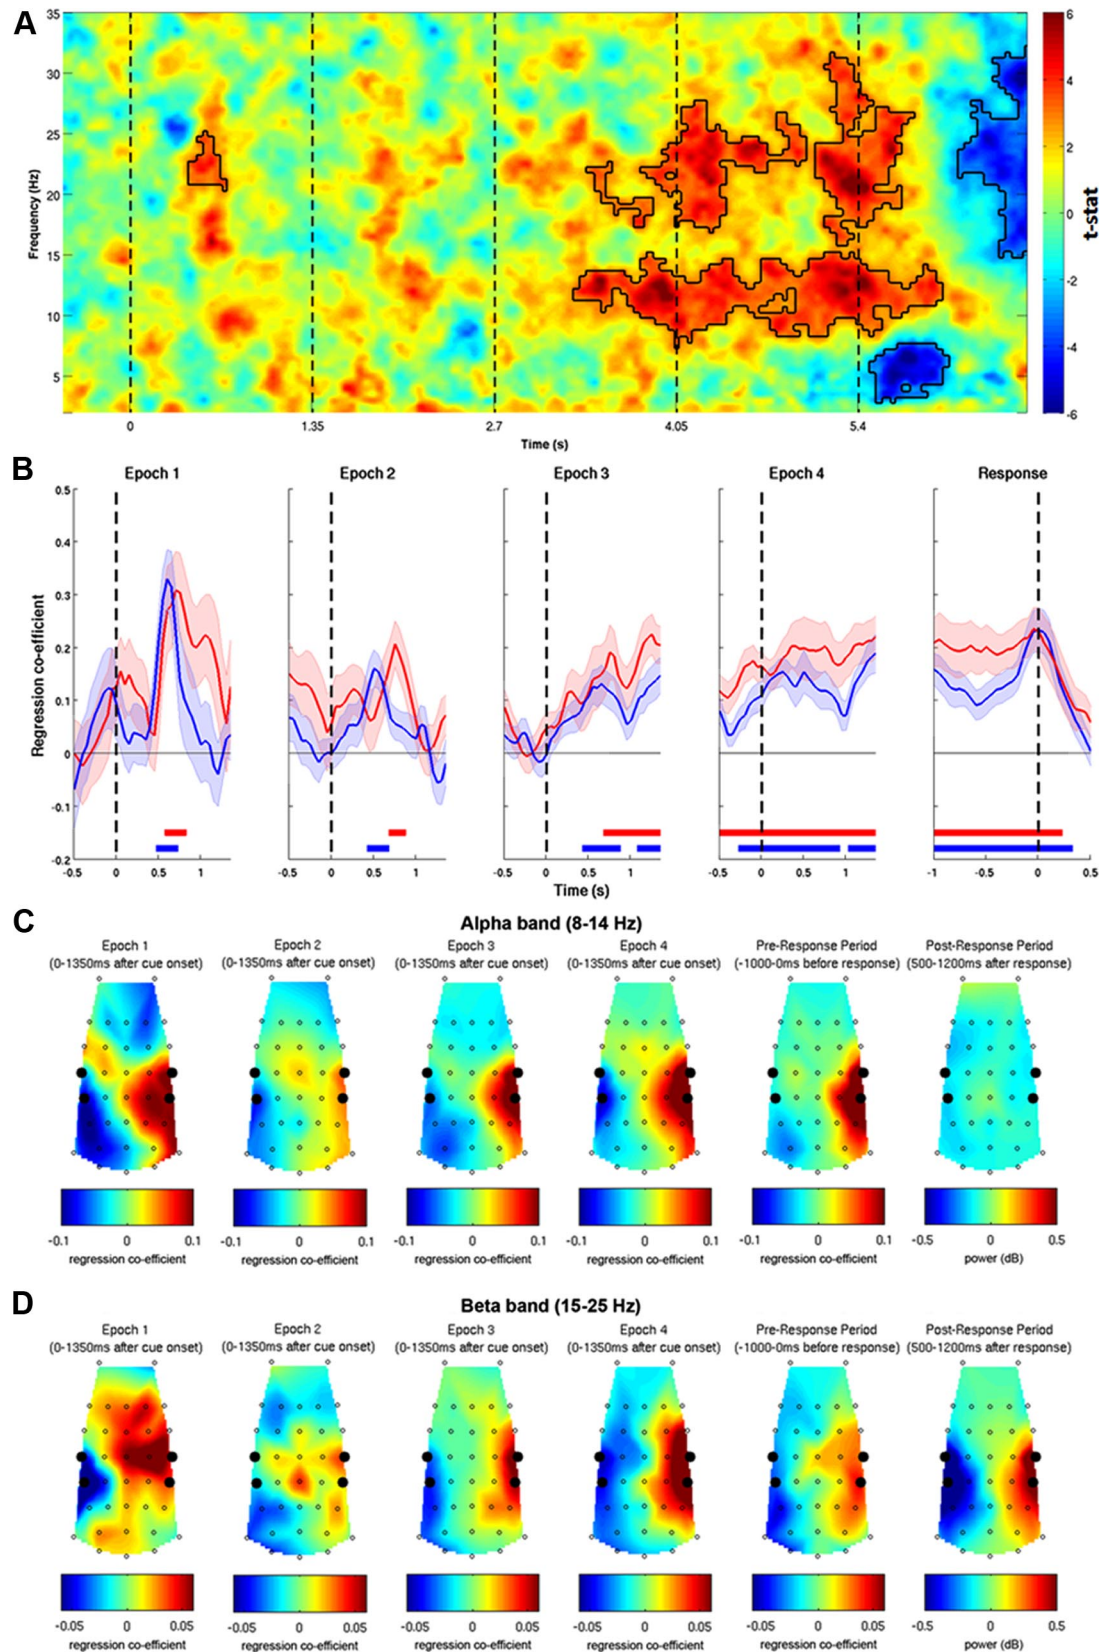 A
35
30
25
20
15
10
5
Frequency (Hz)
0
1.35
2.7
4.05
5.4
Time (s)
6
4
2
0
-2
-4
-6
t-stat
B
Epoch 1
Epoch 2
Epoch 3
Epoch 4
Response
0.5
0.4
0.3
0.2
0.1
0
-0.1
-0.2
Regression co-efficient
-0.5 0 0.5 1
-0.5 0 0.5 1
-0.5 0 0.5 1
-0.5 0 0.5 1
-1 -0.5 0 0.5
Time (s)
C
Alpha band (8-14 Hz)
Epoch 1
(0-1350ms after cue onset)
Epoch 2
(0-1350ms after cue onset)
Epoch 3
(0-1350ms after cue onset)
Epoch 4
(0-1350ms after cue onset)
Pre-Response Period
(-1000-0ms before response)
Post-Response Period
(500-1200ms after response)
-0.1 0 0.1
regression co-efficient
-0.1 0 0.1
regression co-efficient
-0.1 0 0.1
regression co-efficient
-0.1 0 0.1
regression co-efficient
-0.1 0 0.1
regression co-efficient
-0.5 0 0.5
power (dB)
D
Beta band (15-25 Hz)
Epoch 1
(0-1350ms after cue onset)
Epoch 2
(0-1350ms after cue onset)
Epoch 3
(0-1350ms after cue onset)
Epoch 4
(0-1350ms after cue onset)
Pre-Response Period
(-1000-0ms before response)
Post-Response Period
(500-1200ms after response)
-0.05 0 0.05
regression co-efficient
-0.05 0 0.05
regression co-efficient
-0.05 0 0.05
regression co-efficient
-0.05 0 0.05
regression co-efficient
-0.05 0 0.05
regression co-efficient
-0.5 0 0.5
power (dB)